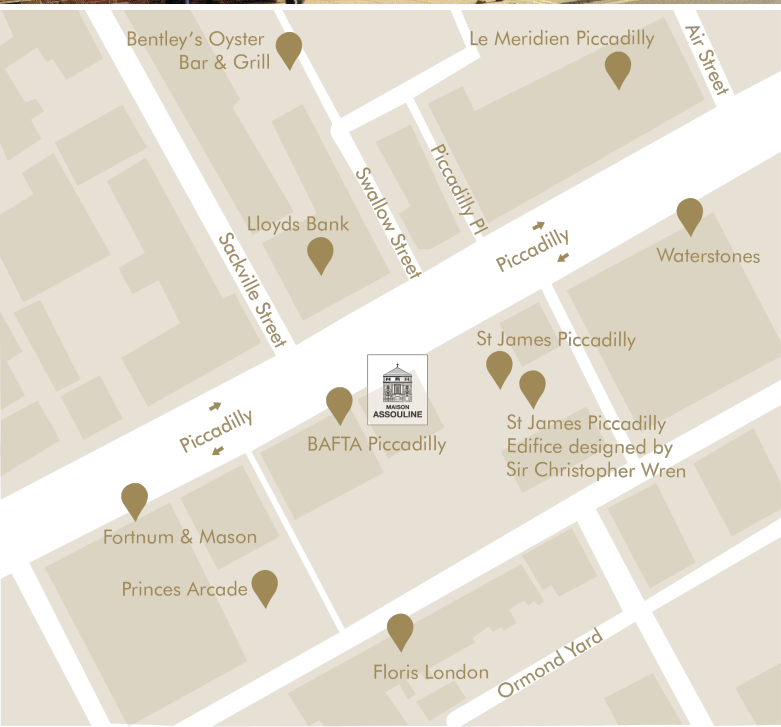 Bentley's Oyster
Bar & Grill
Le Meridien Piccadilly
Air Street
Piccadilly Pl
Swallow Street
Lloyds Bank
Sackville Street
Piccadilly
Waterstones
St James Piccadilly
MAISON
ASSOULINE
St James Piccadilly
Edifice designed by
Sir Christopher Wren
Piccadilly
BAFTA Piccadilly
Fortnum & Mason
Princes Arcade
Floris London
Ormond Yard